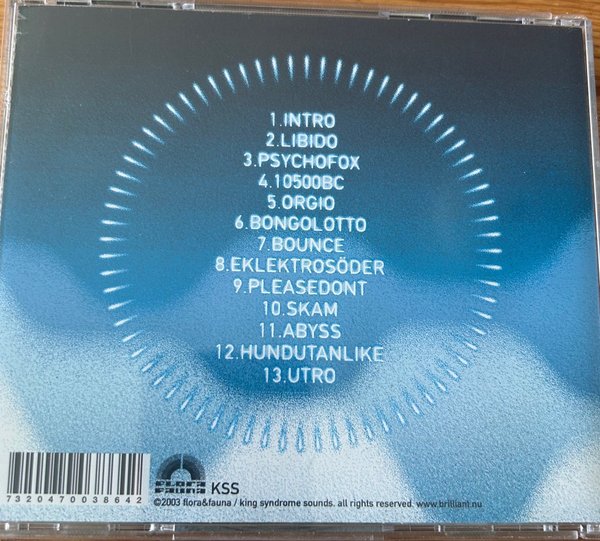 1.INTRO
2.LIBIDO
3.PSYCHOFOX
4.10500BC
5.ORGIO
6.BONGOLOTTO
7.BOUNCE
8.EKLEKTROSÖDER
9.PLEASEDONT
10.SKAM
11.ABYSS
12.HUNDUTANLIKE
13.UTRO
7320470038642
FLORA
FAUNA
KSS
©2003 flora&fauna / king syndrome sounds. all rights reserved. www.brilliant.nu